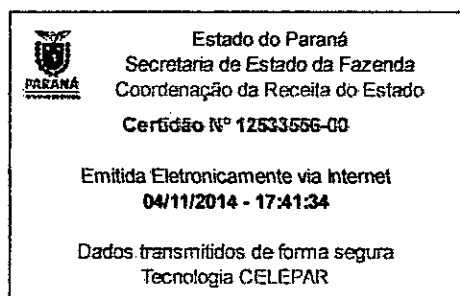 Estado do Paraná
Secretaria de Estado da Fazenda
PARANÁ
Coordenação da Receita do Estado
Certidão Nº 12533556-00
Emitida Eletronicamente via Internet
04/11/2014 - 17:41:34
Dados transmitidos de forma segura
Tecnologia CELEPAR